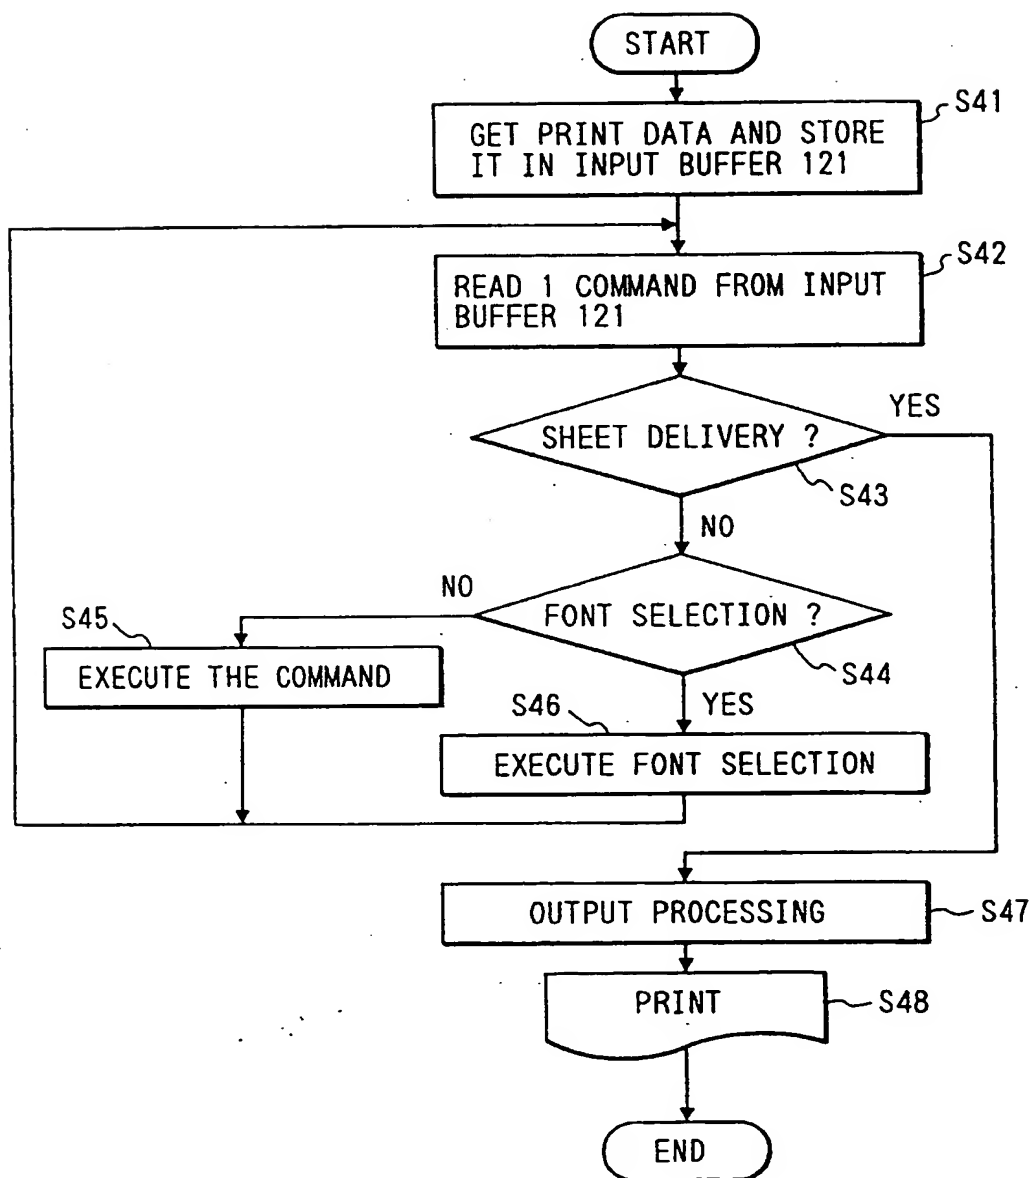 START
S41
GET PRINT DATA AND STORE
IT IN INPUT BUFFER 121
S42
READ 1 COMMAND FROM INPUT
BUFFER 121
YES
SHEET DELIVERY ?
S43
NO
NO
FONT SELECTION ?
S45
S44
EXECUTE THE COMMAND
S46
YES
EXECUTE FONT SELECTION
OUTPUT PROCESSING
S47
PRINT
S48
END